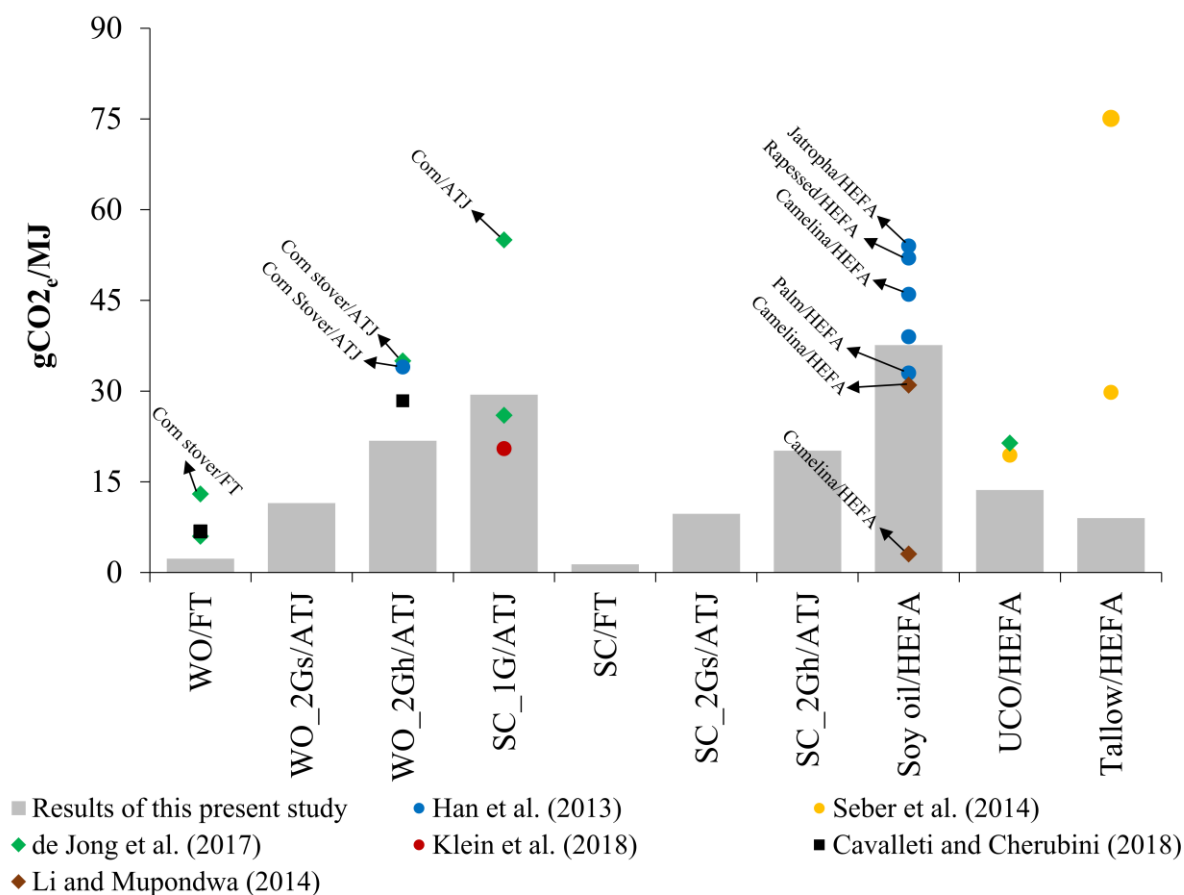 90
75
60
45
30
15
0
gCO2e/MJ
Corn stover/FT
Corn stover/ATJ
Corn Stover/ATJ
Corn/ATJ
Jatropha/HEFA
Rapessed/HEFA
Camelina/HEFA
Palm/HEFA
Camelina/HEFA
Camelina/HEFA
WO/FT
WO_2Gs/ATJ
WO_2Gh/ATJ
SC_1G/ATJ
SC/FT
SC_2Gs/ATJ
SC_2Gh/ATJ
Soy oil/HEFA
UCO/HEFA
Tallow/HEFA
Results of this present study
Han et al. (2013)
Seber et al. (2014)
de Jong et al. (2017)
Klein et al. (2018)
Cavalleti and Cherubini (2018)
Li and Mupondwa (2014)